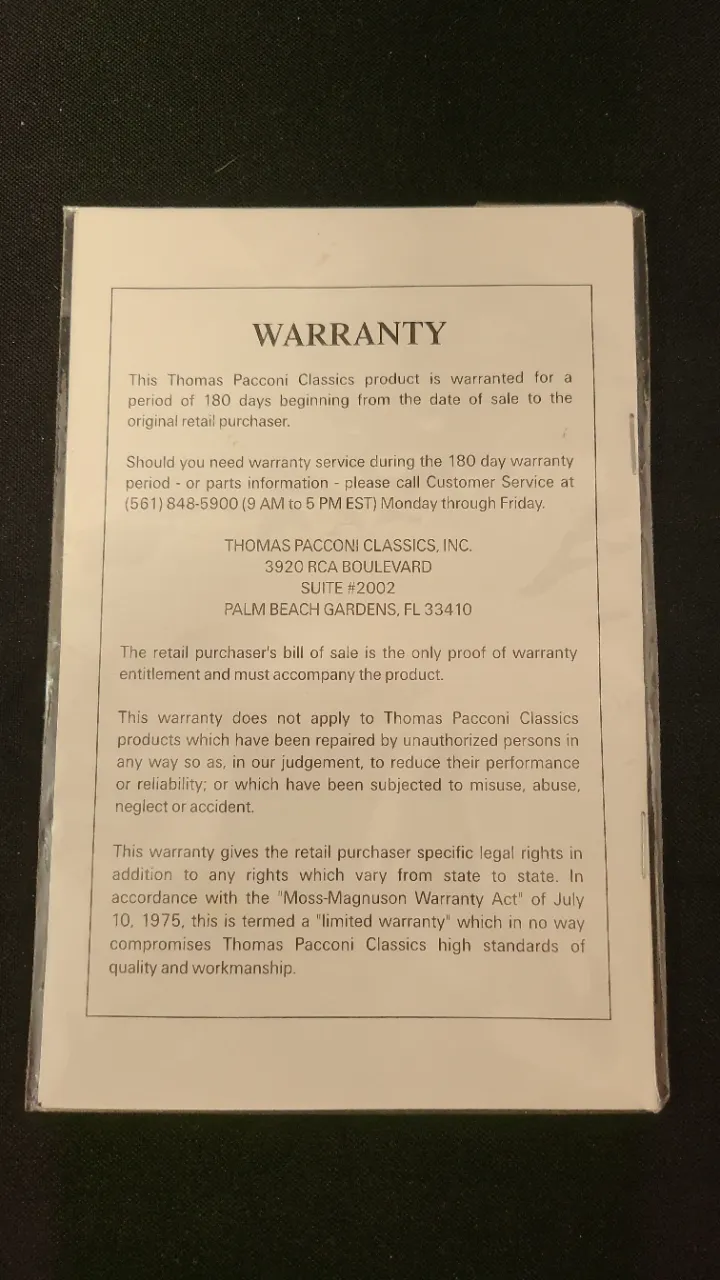 WARRANTY
This Thomas Pacconi Classics product is warranted for a
period of 180 days beginning from the date of sale to the
original retail purchaser.
Should you need warranty service during the 180 day warranty
period - or parts information - please call Customer Service at
(561) 848-5900 (9 AM to 5 PM EST) Monday through Friday.
THOMAS PACCONI CLASSICS, INC.
3920 RCA BOULEVARD
SUITE #2002
PALM BEACH GARDENS, FL 33410
The retail purchaser's bill of sale is the only proof of warranty
entitlement and must accompany the product.
This warranty does not apply to Thomas Pacconi Classics
products which have been repaired by unauthorized persons in
any way so as, in our judgement, to reduce their performance
or reliability; or which have been subjected to misuse, abuse,
neglect or accident.
This warranty gives the retail purchaser specific legal rights in
addition to any rights which vary from state to state. In
accordance with the "Moss-Magnuson Warranty Act" of July
10, 1975, this is termed a "limited warranty" which in no way
compromises Thomas Pacconi Classics high standards of
quality and workmanship.